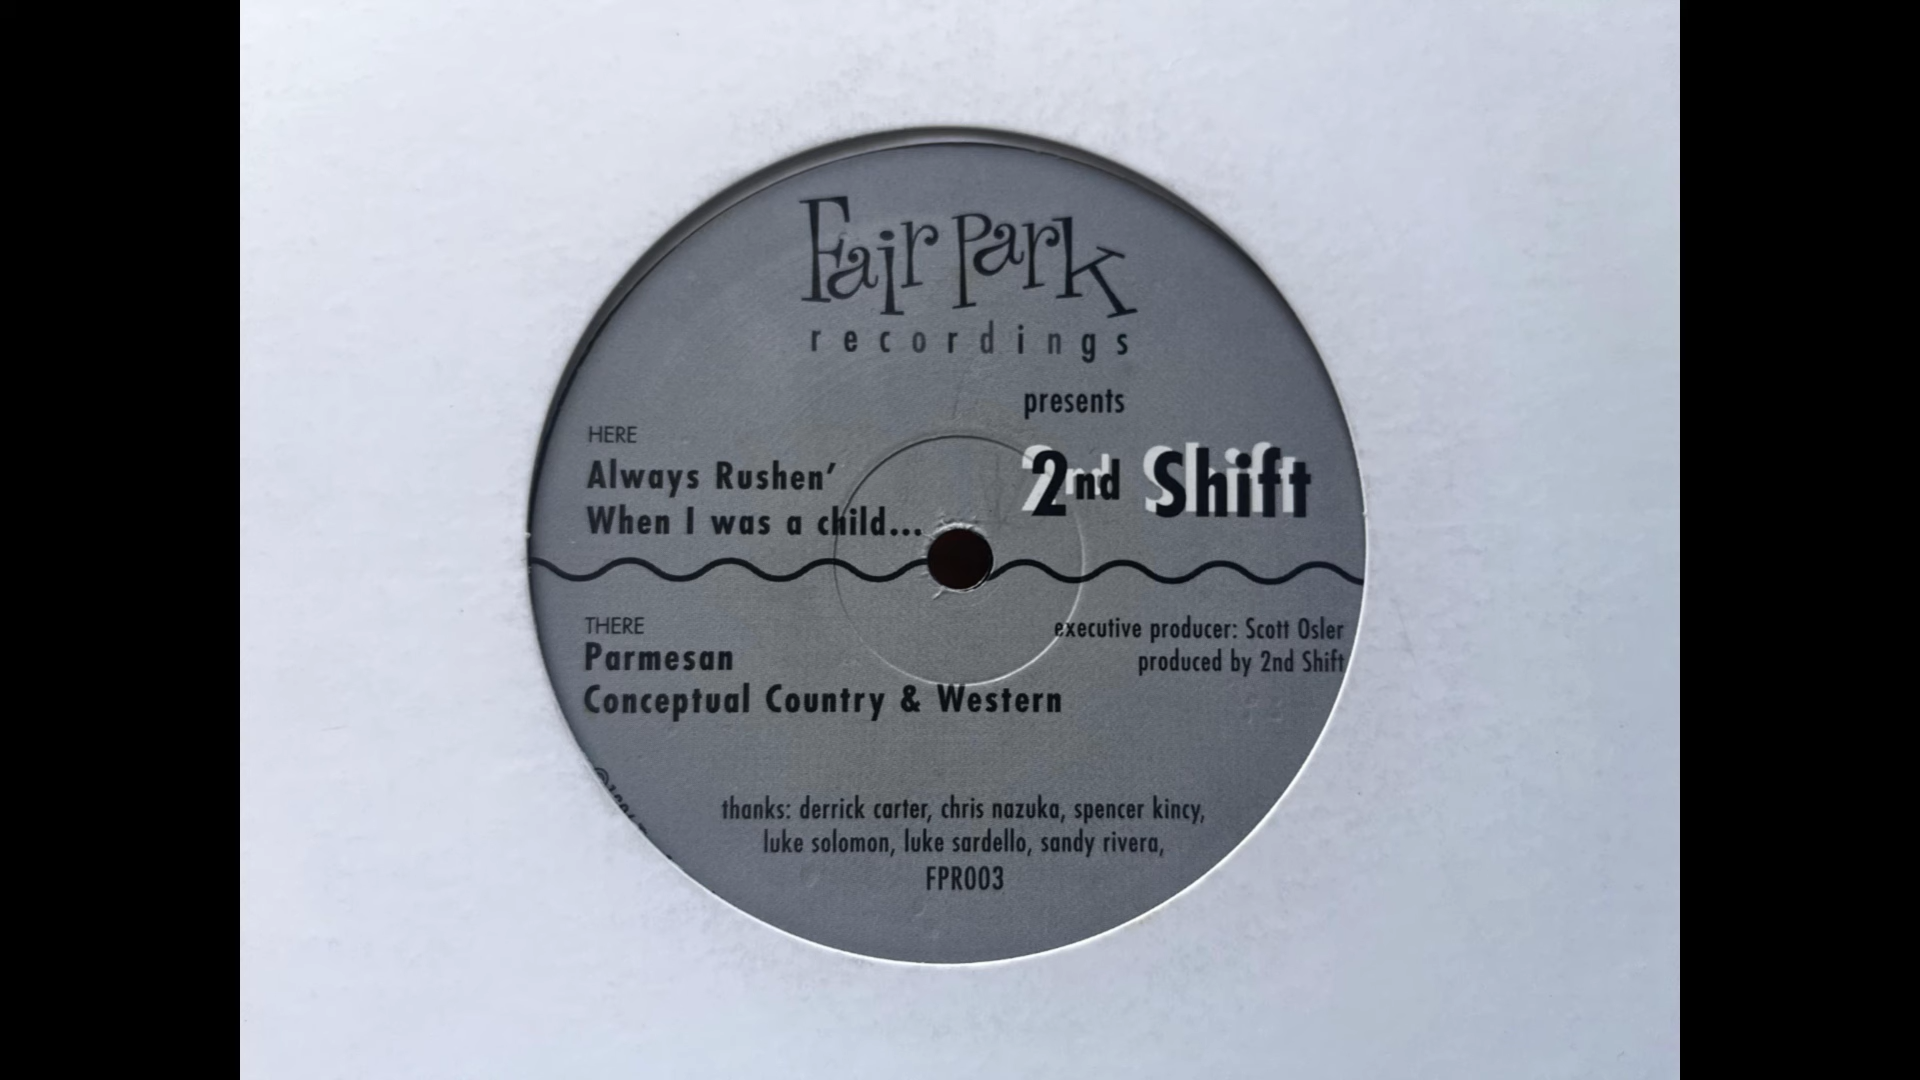 Fair Park
recordings
presents
2nd Shift
HERE
Always Rushen'
When I was a child...
THERE
Parmesan
Conceptual Country & Western
executive producer: Scott Osler
produced by 2nd Shift
thanks: derrick carter, chris nazuka, spencer kincy,
luke solomon, luke sardello, sandy rivera,
FPR003